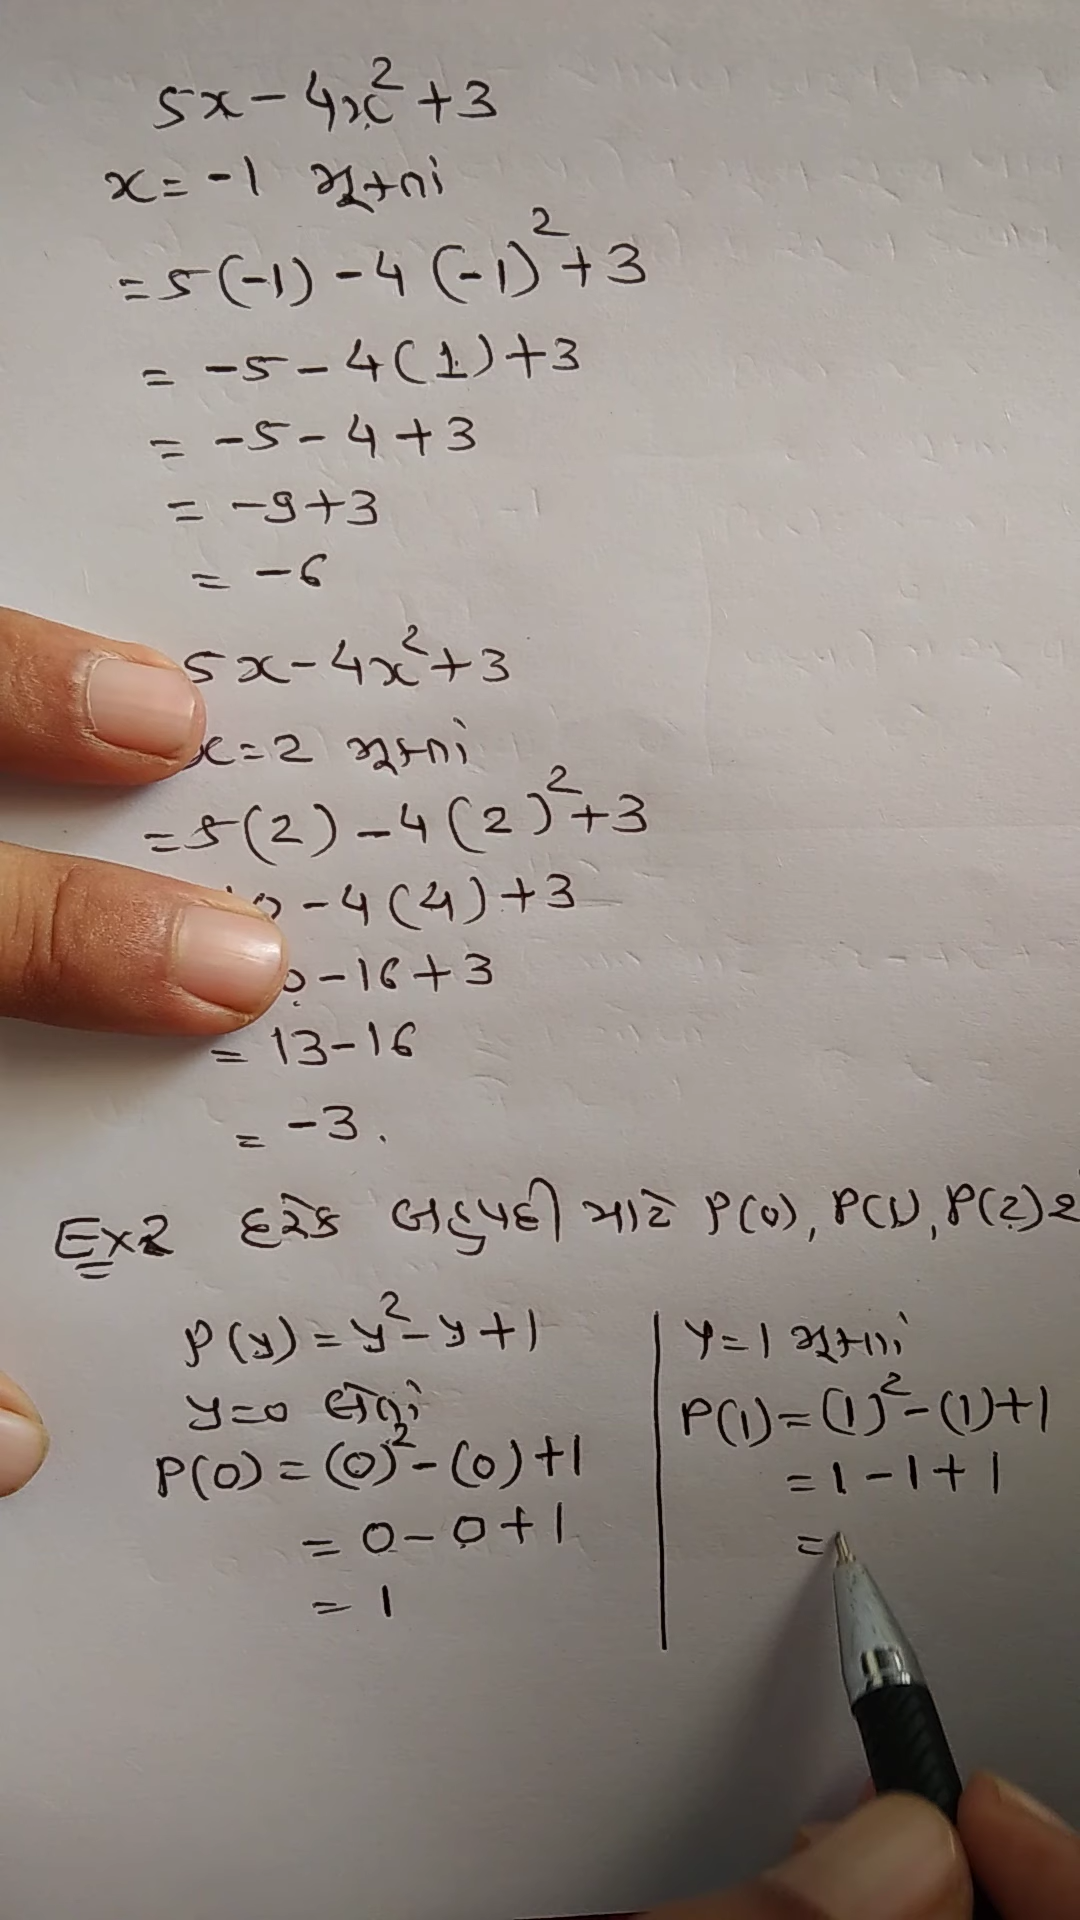 5x - 4x² + 3
x = -1 મૂકતાં
= 5(-1) - 4(-1)² + 3
= -5 - 4(1) + 3
= -5 - 4 + 3
= -9 + 3
= -6
5x - 4x² + 3
x = 2 મૂકતાં
= 5(2) - 4(2)² + 3
10 - 4(4) + 3
0 - 16 + 3
= 13 - 16
= -3.
Ex2 દરેક બહુપદી માટે P(0), P(1), P(2)
P(y) = y² - y + 1
y = 0 લેતાં
P(0) = (0)² - (0) + 1
= 0 - 0 + 1
= 1
y = 1 મૂકતાં
P(1) = (1)² - (1) + 1
= 1 - 1 + 1
=